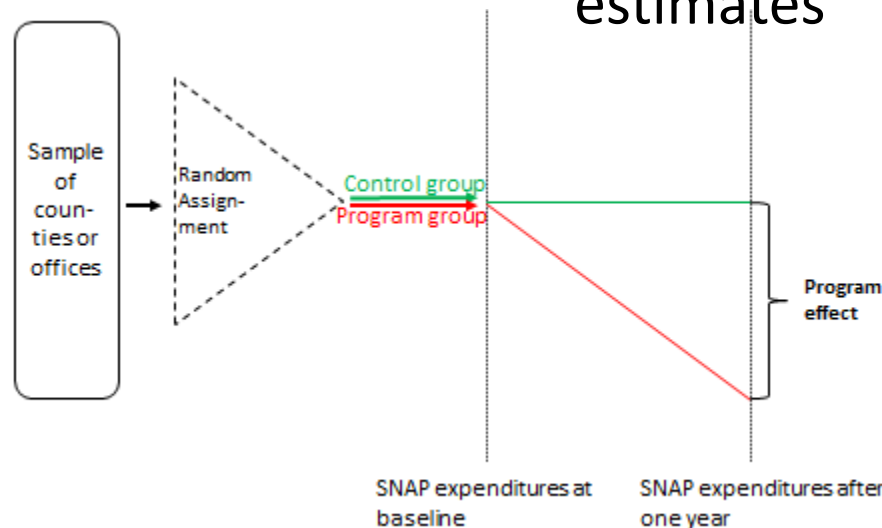 estimates
Sample
of
coun-
ties or
offices
Random
Assign-
ment
Control group
Program group
Program
effect
SNAP expenditures at
baseline
SNAP expenditures after
one year